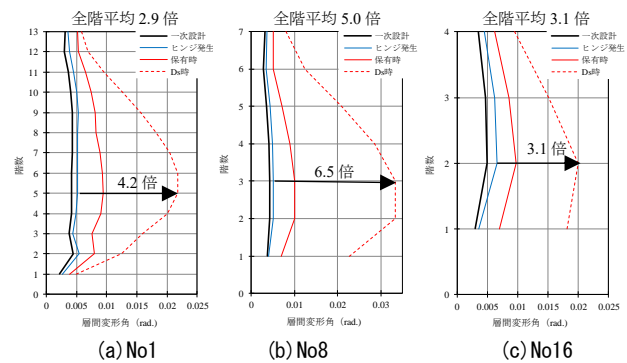 全階平均 2.9 倍
全階平均 5.0 倍
全階平均 3.1 倍
13
12
11
10
9
8
7
6
5
4
3
2
1
0
階数
一次設計
ヒンジ発生
保有時
Ds時
4.2 倍
0
0.005
0.01
0.015
0.02
0.025
層間変形角 (rad.)
(a)No1
7
6
5
4
3
2
1
0
階数
一次設計
ヒンジ発生
保有時
Ds時
6.5 倍
0
0.01
0.02
0.03
層間変形角 (rad.)
(b)No8
4
3
2
1
0
階数
一次設計
ヒンジ発生
保有時
Ds時
3.1 倍
0
0.005
0.01
0.015
0.02
0.025
層間変形角 (rad.)
(c)No16